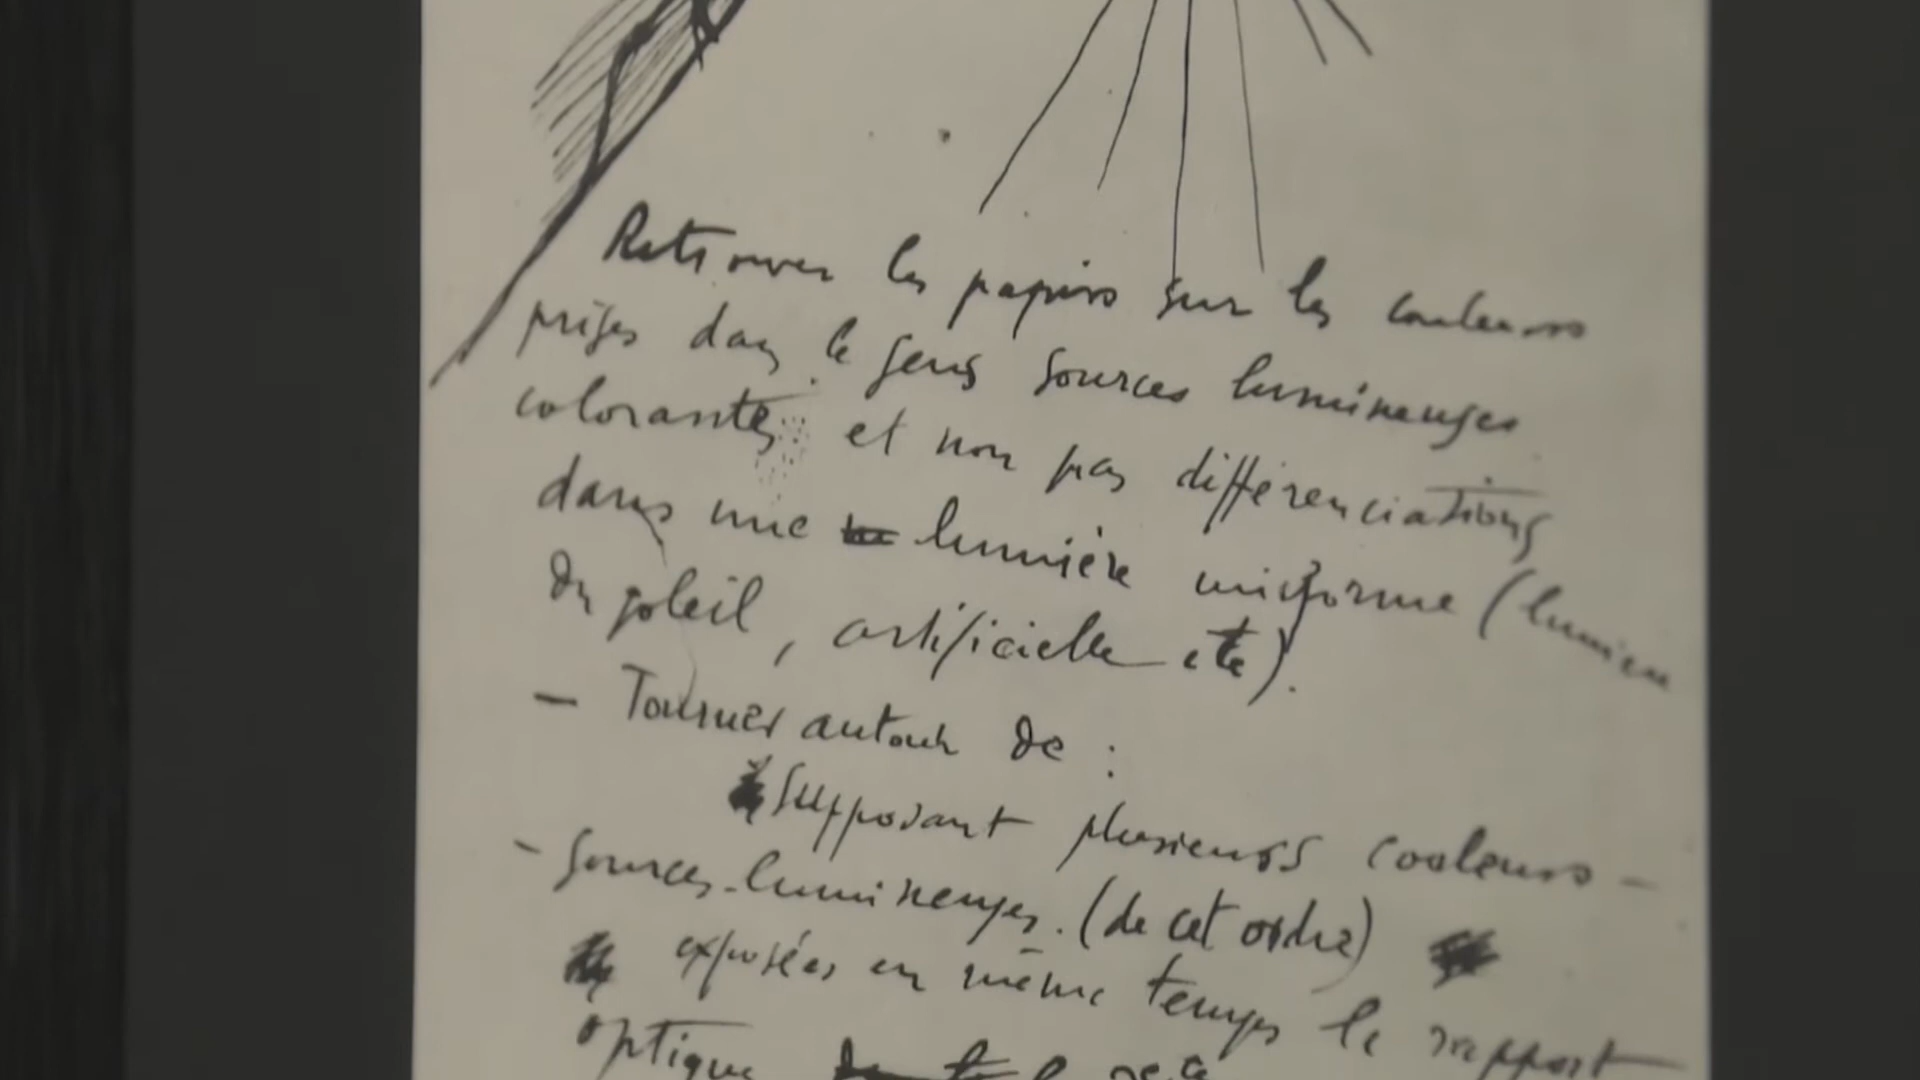 Retrouver les papiers sur les couleurs
prises dans le sens sources lumineuses
colorantes et non pas différenciations
dans une lumière uniforme (lumière
du soleil, artificielle etc).
- Tourner autour de :
Supposant plusieurs couleurs -
- sources-lumineuses. (de cet ordre)
exposées en même temps le rapport
optique